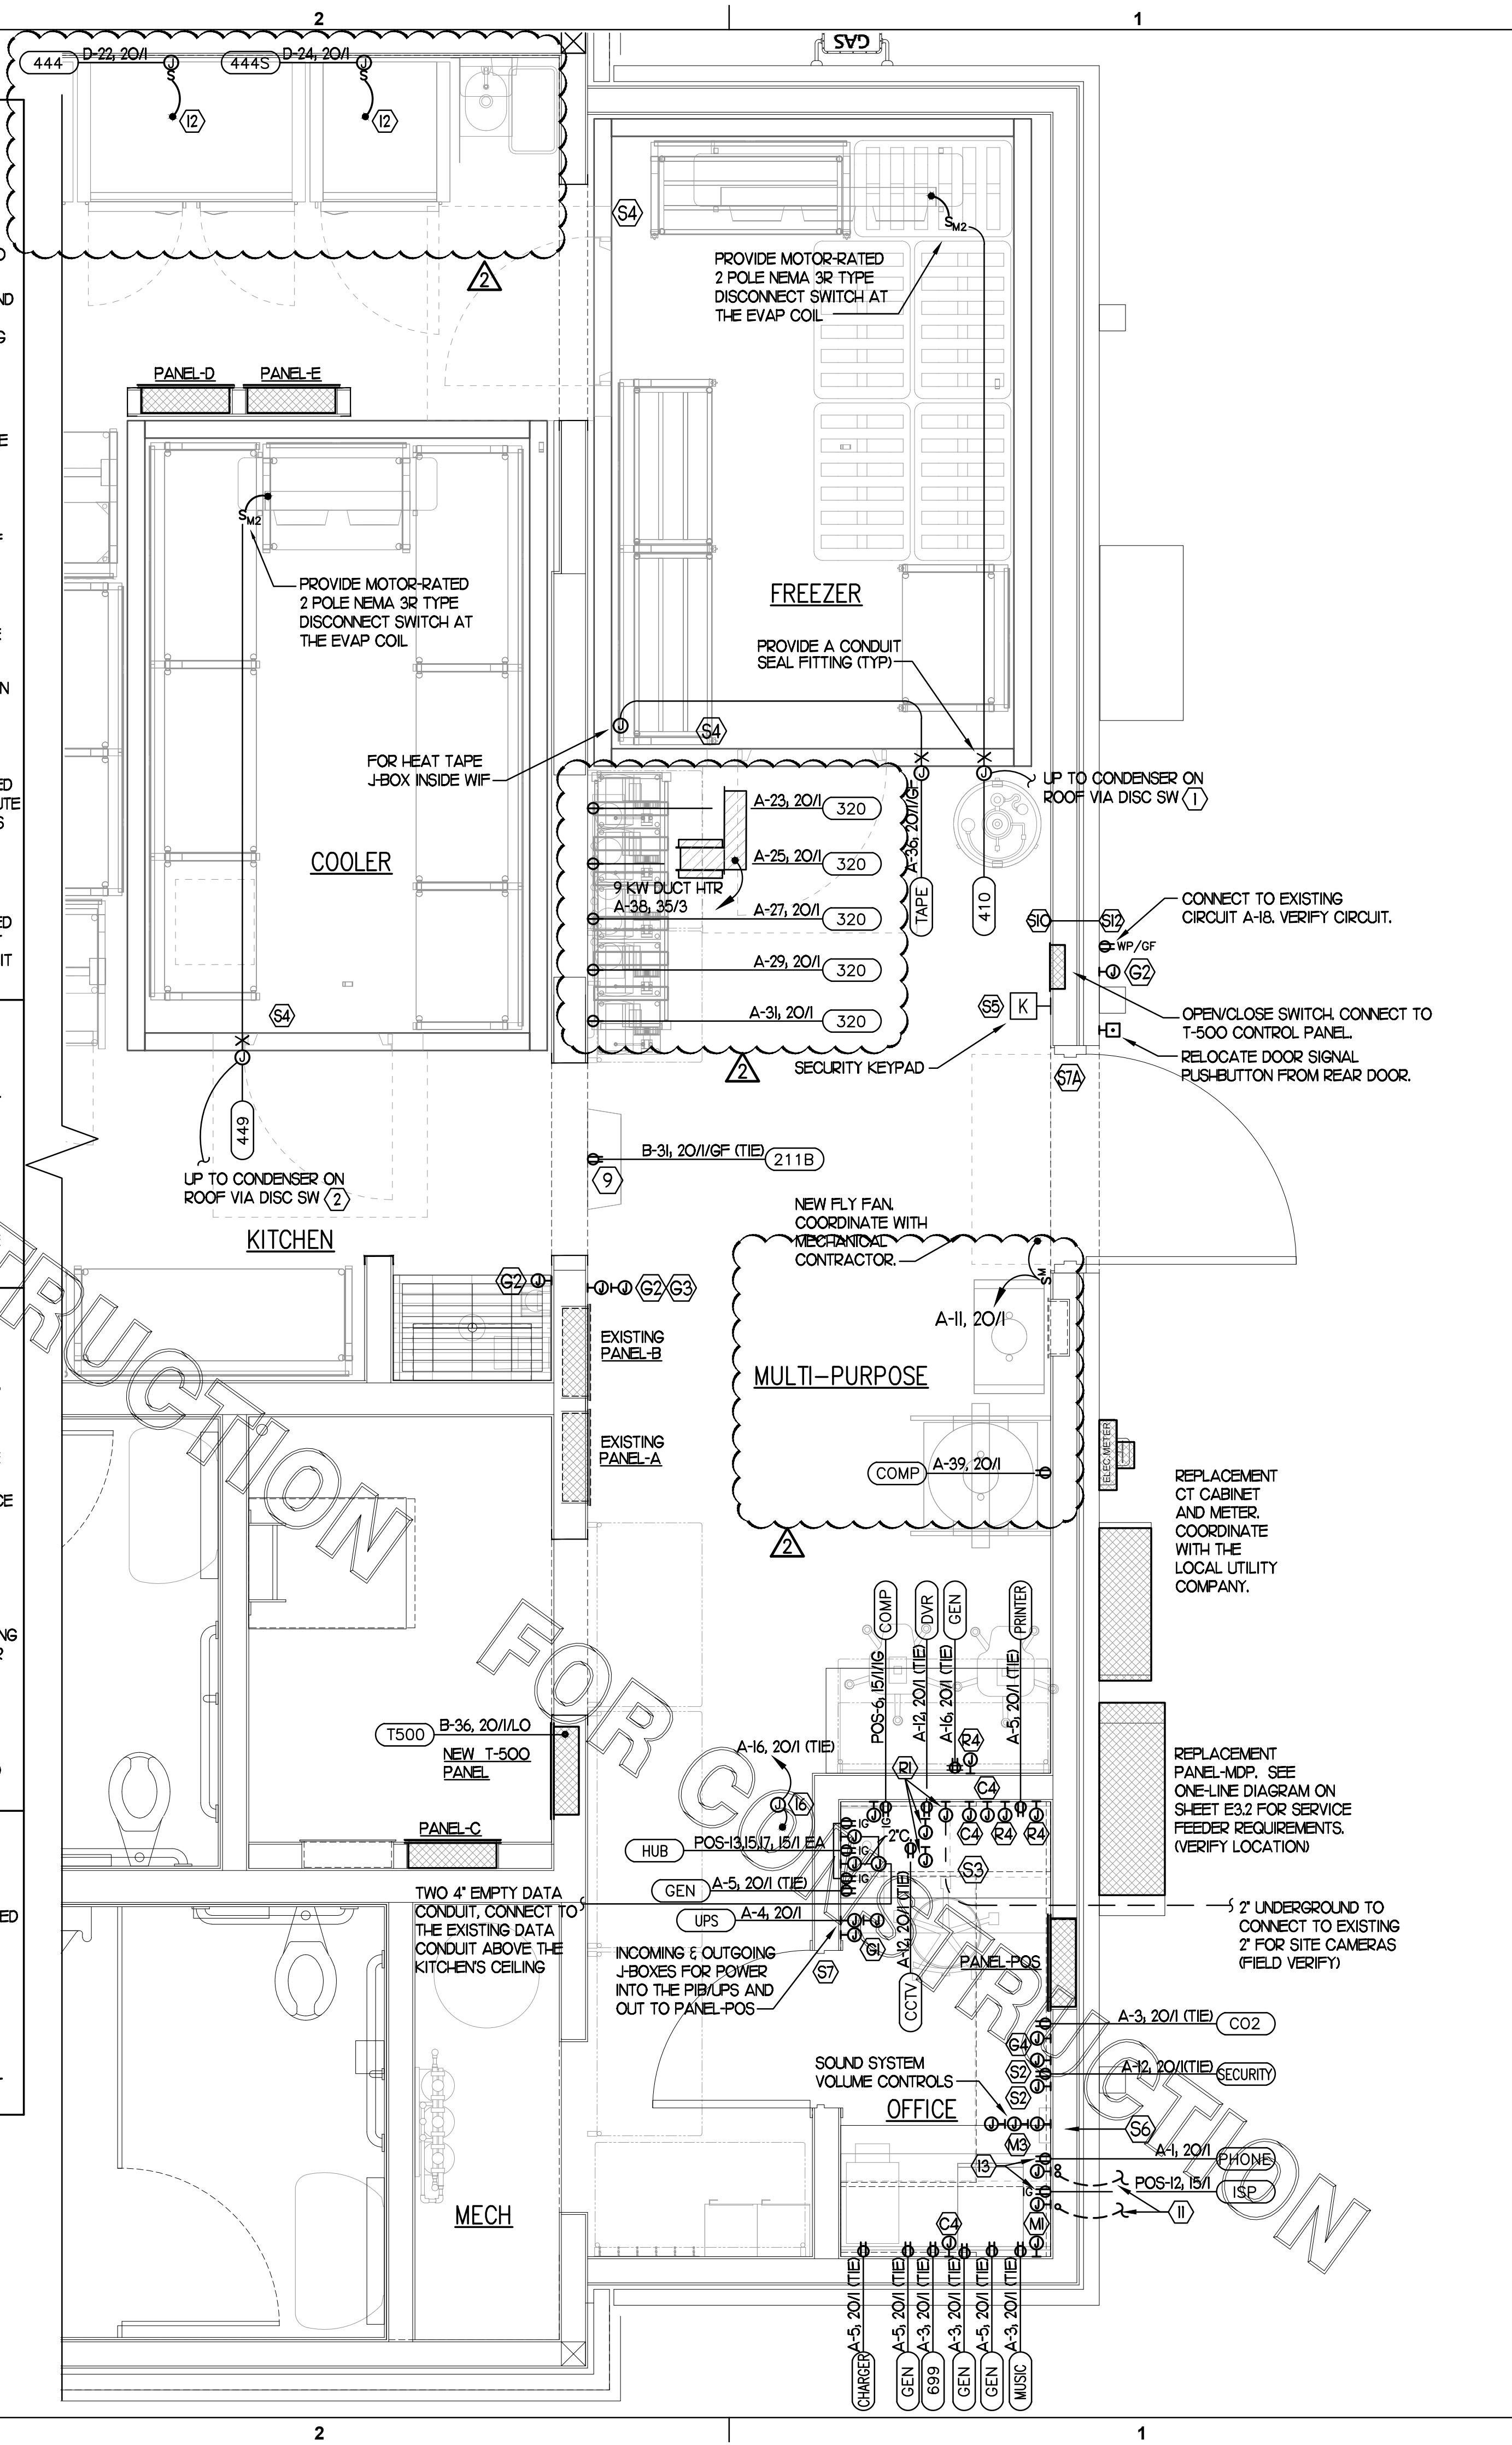 2
1
GAS
444
D-22, 20/1
J
S
12
444S
D-24, 20/1
J
S
12
2
S4
PROVIDE MOTOR-RATED
2 POLE NEMA 3R TYPE
DISCONNECT SWITCH AT
THE EVAP COIL
SM2
PANEL-D
PANEL-E
SM2
PROVIDE MOTOR-RATED
2 POLE NEMA 3R TYPE
DISCONNECT SWITCH AT
THE EVAP COIL
FREEZER
PROVIDE A CONDUIT
SEAL FITTING (TYP)
J
S4
FOR HEAT TAPE
J-BOX INSIDE WIF
J
J
UP TO CONDENSER ON
ROOF VIA DISC SW 1
COOLER
A-23, 20/1
320
A-25, 20/1
320
9 KW DUCT HTR
A-38, 35/3
A-27, 20/1
320
A-29, 20/1
320
A-31, 20/1
320
2
A-36, 20/1/GF
TAPE
410
S10
S12
CONNECT TO EXISTING
CIRCUIT A-18. VERIFY CIRCUIT.
WP/GF
J
G2
S5
K
OPEN/CLOSE SWITCH. CONNECT TO
T-500 CONTROL PANEL.
SECURITY KEYPAD
RELOCATE DOOR SIGNAL
PUSHBUTTON FROM REAR DOOR.
S7A
S4
J
449
UP TO CONDENSER ON
ROOF VIA DISC SW 2
B-31, 20/1/GF (TIE)
211B
9
KITCHEN
NEW FLY FAN.
COORDINATE WITH
MECHANICAL
CONTRACTOR.
G2
J
J
J
G2
G3
SM
A-11, 20/1
EXISTING
PANEL-B
MULTI-PURPOSE
EXISTING
PANEL-A
COMP
A-39, 20/1
2
ELEC METER
REPLACEMENT
CT CABINET
AND METER.
COORDINATE
WITH THE
LOCAL UTILITY
COMPANY.
COMP
POS-6, 15/1/IG
DVR
A-12, 20/1 (TIE)
GEN
A-16, 20/1 (TIE)
PRINTER
A-5, 20/1 (TIE)
R4
J
T500
B-36, 20/1/LO
NEW T-500
PANEL
A-16, 20/1 (TIE)
J
16
R1
C4
C4
R4
R4
REPLACEMENT
PANEL-MDP. SEE
ONE-LINE DIAGRAM ON
SHEET E3.2 FOR SERVICE
FEEDER REQUIREMENTS.
(VERIFY LOCATION)
PANEL-C
HUB
POS-13,15,17, 15/1 EA
IG
IG
IG
IG
2"C.
S3
GEN
A-5, 20/1 (TIE)
UPS
A-4, 20/1
C1
A-12, 20/1 (TIE)
CCTV
TWO 4" EMPTY DATA
CONDUIT, CONNECT TO
THE EXISTING DATA
CONDUIT ABOVE THE
KITCHEN'S CEILING
INCOMING & OUTGOING
J-BOXES FOR POWER
INTO THE PIB/UPS AND
OUT TO PANEL-POS
S7
PANEL-POS
2" UNDERGROUND TO
CONNECT TO EXISTING
2" FOR SITE CAMERAS
(FIELD VERIFY)
A-3, 20/1 (TIE)
CO2
G4
S2
A-12, 20/1(TIE)
SECURITY
S2
SOUND SYSTEM
VOLUME CONTROLS
OFFICE
J
J
J
M3
S6
13
A-1, 20/1
PHONE
IG
POS-12, 15/1
ISP
11
C4
M1
MECH
A-5, 20/1 (TIE)
CHARGER
A-5, 20/1 (TIE)
GEN
A-3, 20/1 (TIE)
699
A-3, 20/1 (TIE)
GEN
A-5, 20/1 (TIE)
GEN
A-3, 20/1 (TIE)
MUSIC
FOR CONSTRUCTION
2
1